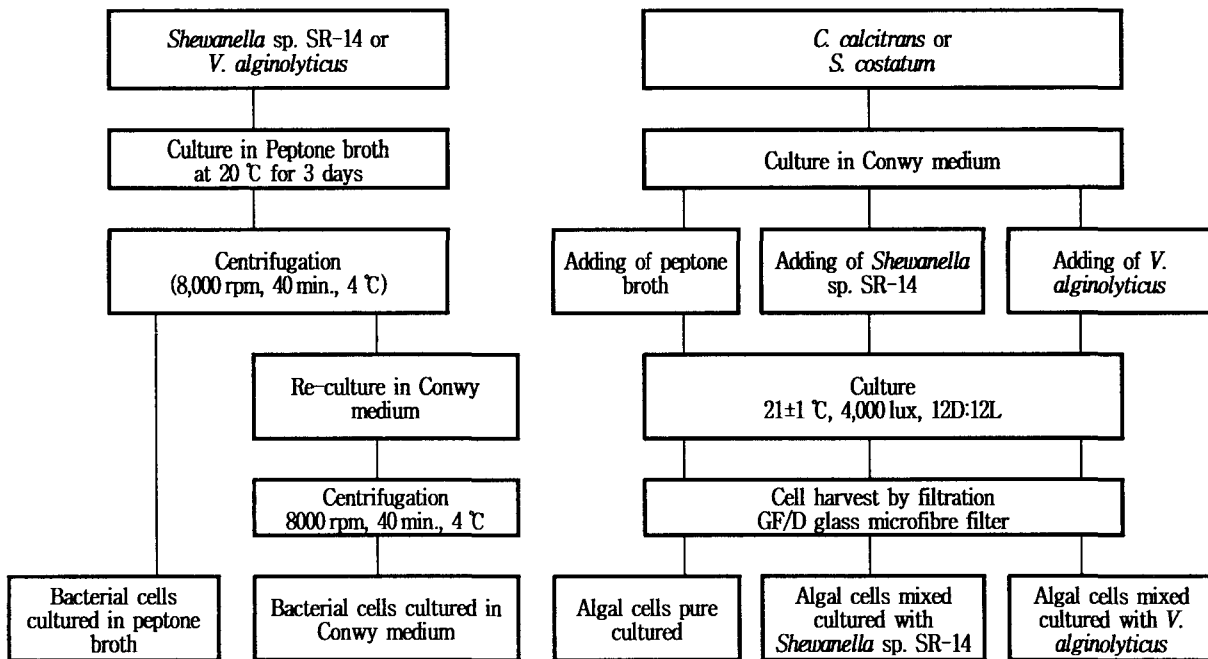 Shewanella sp. SR-14 or
V. alginolyticus
Culture in Peptone broth
at 20 ℃ for 3 days
Centrifugation
(8,000 rpm, 40 min., 4 ℃)
Re-culture in Conwy
medium
Centrifugation
8000 rpm, 40 min., 4 ℃
Bacterial cells
cultured in peptone
broth
Bacterial cells cultured in
Conwy medium
C. calcitrans or
S. costatum
Culture in Conwy medium
Adding of peptone
broth
Adding of Shewanella
sp. SR-14
Adding of V.
alginolyticus
Culture
21±1 ℃, 4,000 lux, 12D:12L
Cell harvest by filtration
GF/D glass microfibre filter
Algal cells pure
cultured
Algal cells mixed
cultured with
Shewanella sp. SR-14
Algal cells mixed
cultured with V.
alginolyticus